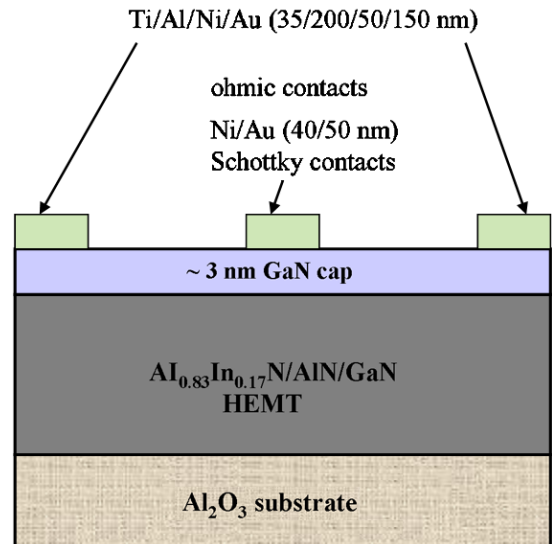 Ti/Al/Ni/Au (35/200/50/150 nm)
ohmic contacts
Ni/Au (40/50 nm)
Schottky contacts
~ 3 nm GaN cap
Al₀.₈₃In₀.₁₇N/AlN/GaN
HEMT
Al₂O₃ substrate